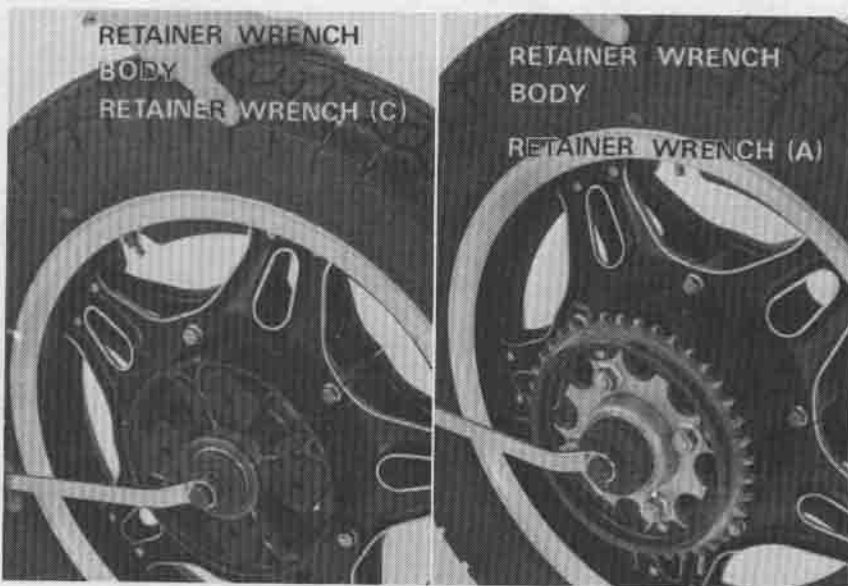 RETAINER WRENCH
BODY
RETAINER WRENCH (C)
RETAINER WRENCH
BODY
RETAINER WRENCH (A)